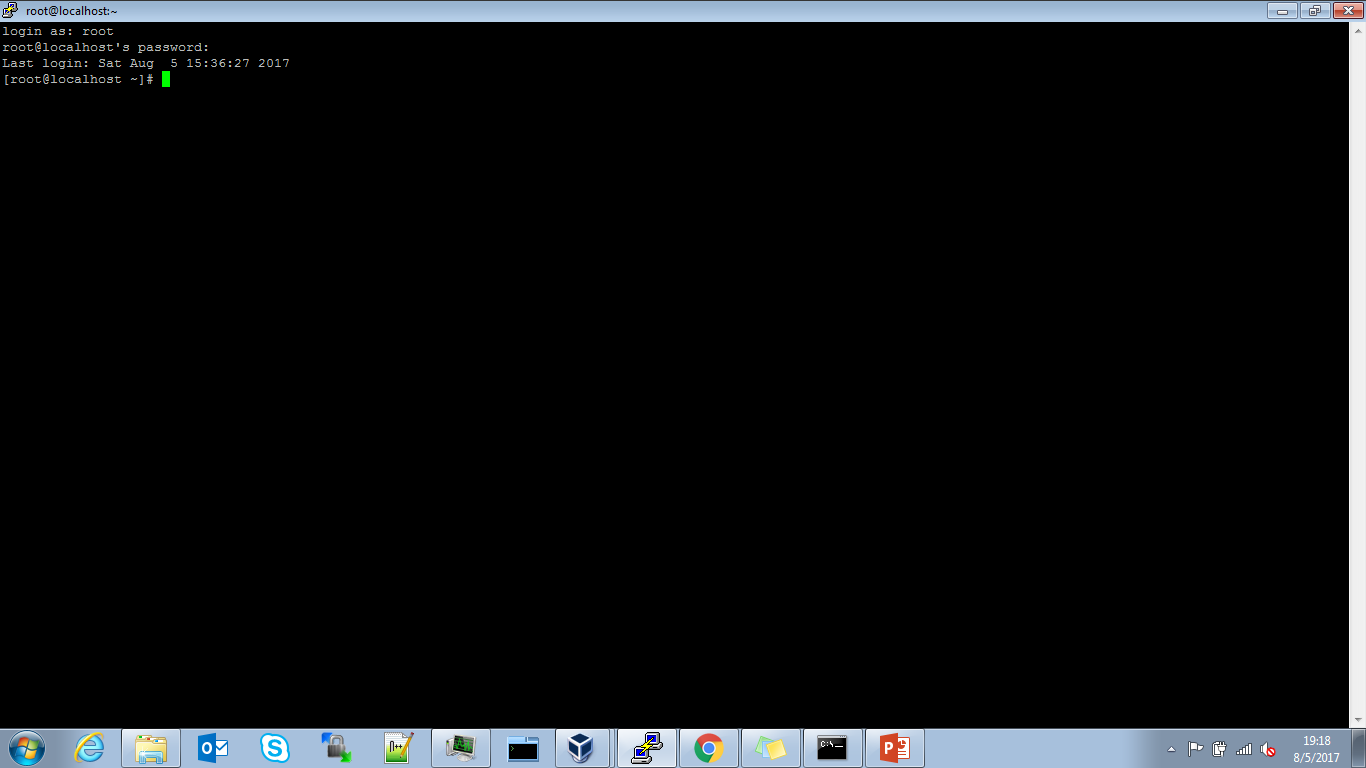 root@localhost:~
login as: root
root@localhost's password:
Last login: Sat Aug  5 15:36:27 2017
[root@localhost ~]#
19:18
8/5/2017